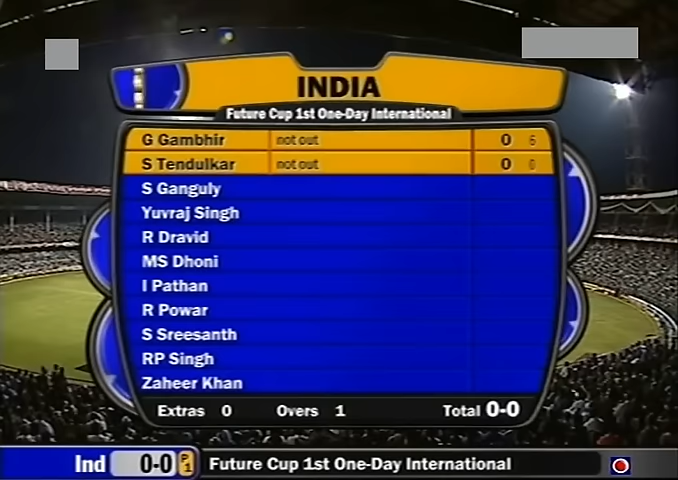 INDIA
Future Cup 1st One-Day International
G Gambhir not out 0 6
S Tendulkar not out 0 0
S Ganguly
Yuvraj Singh
R Dravid
MS Dhoni
I Pathan
R Powar
S Sreesanth
RP Singh
Zaheer Khan
Extras 0 Overs 1 Total 0-0
Ind 0-0 P1 Future Cup 1st One-Day International